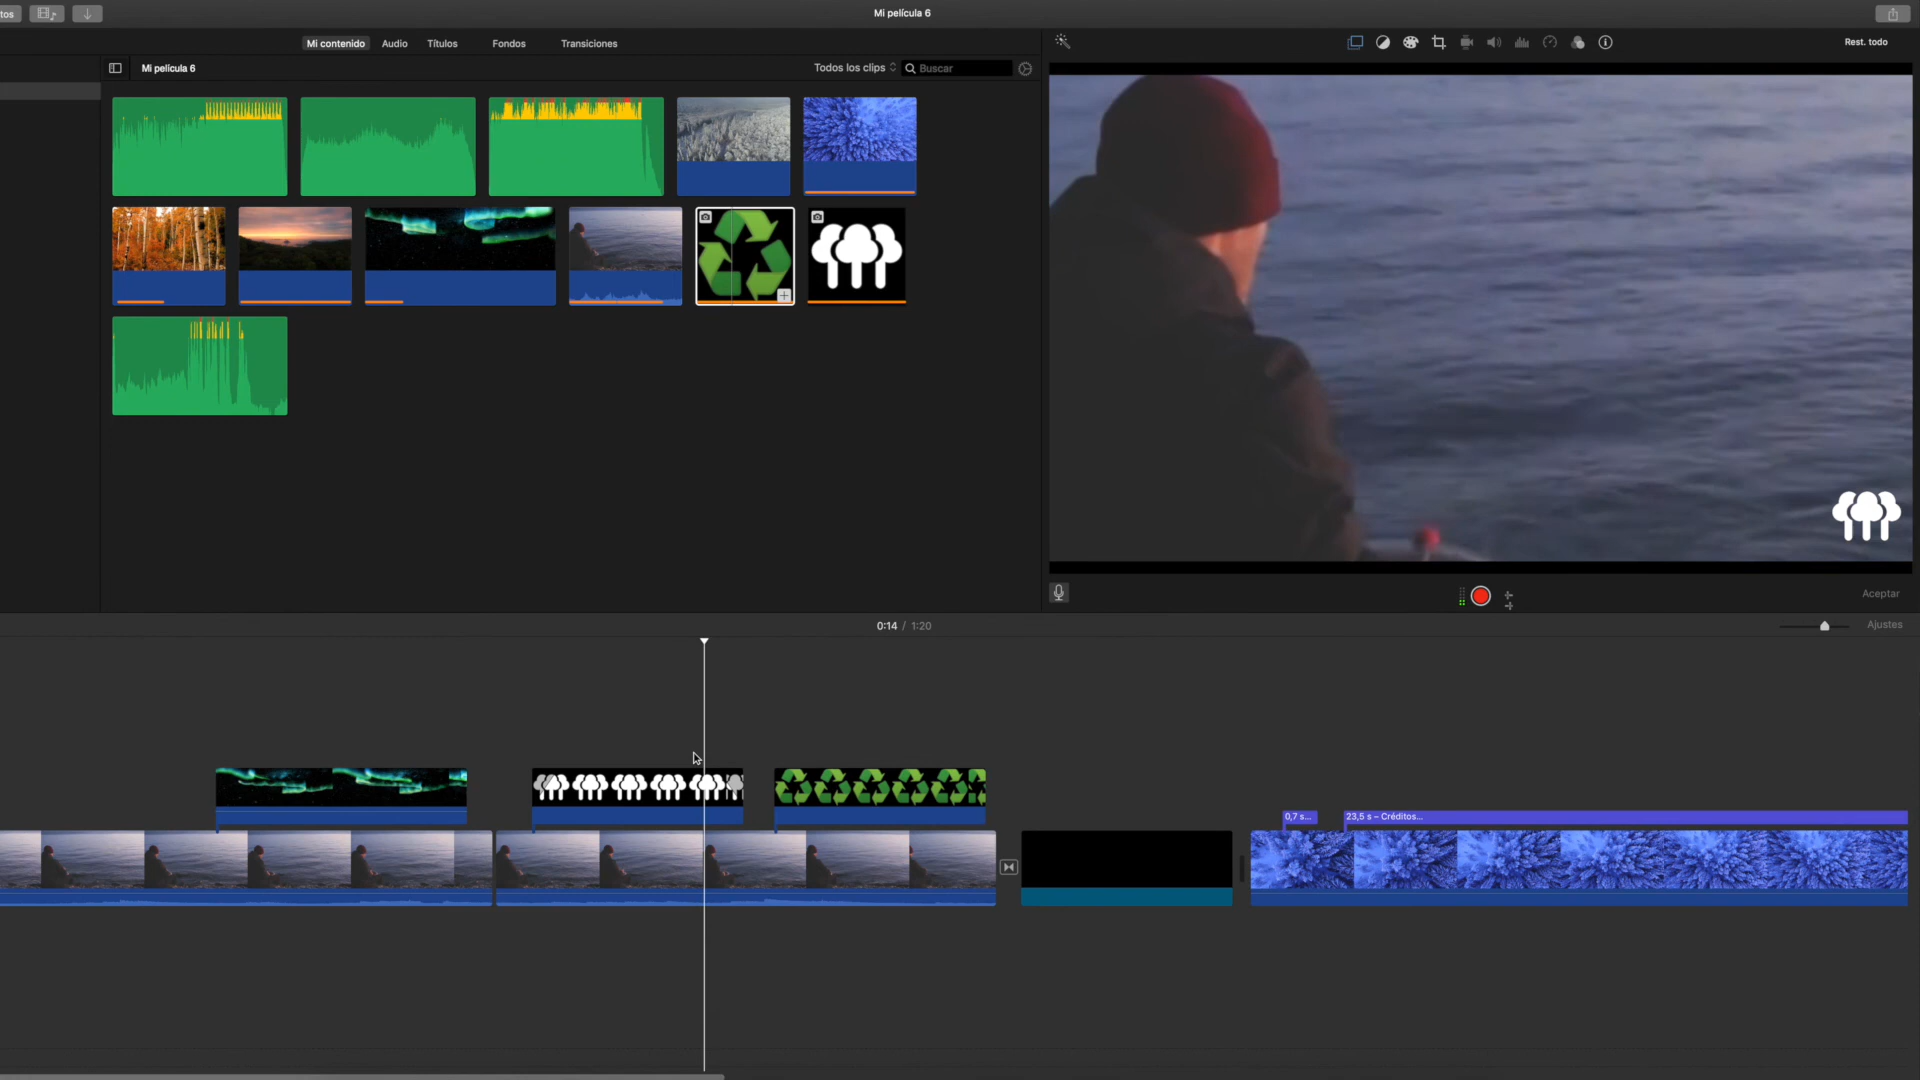 tos
Mi película 6
Mi contenido
Audio
Títulos
Fondos
Transiciones
Rest. todo
Mi película 6
Todos los clips
Buscar
Aceptar
0:14 / 1:20
Ajustes
0,7 s...
23,5 s – Créditos...